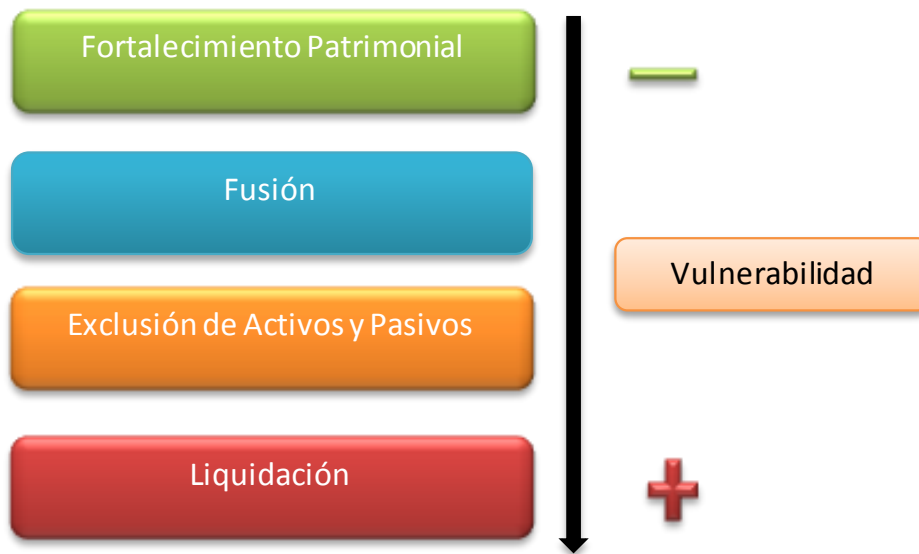 Fortalecimiento Patrimonial
Fusión
Vulnerabilidad
Exclusión de Activos y Pasivos
Liquidación